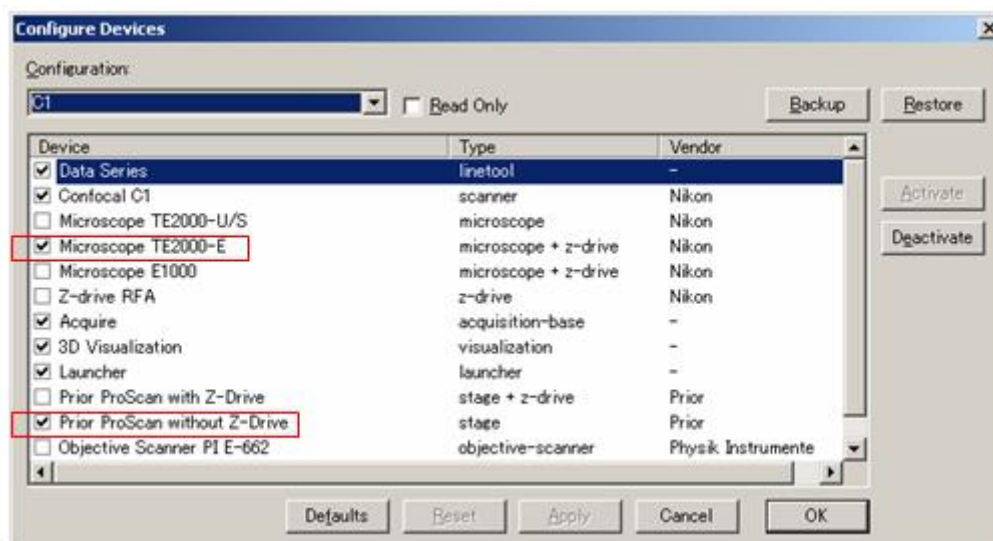 Configure Devices
Configuration:
C1
Read Only
Backup
Restore
Device Type Vendor
Data Series linetool -
Confocal C1 scanner Nikon
Microscope TE2000-U/S microscope Nikon
Microscope TE2000-E microscope + z-drive Nikon
Microscope E1000 microscope + z-drive Nikon
Z-drive RFA z-drive Nikon
Acquire acquisition-base -
3D Visualization visualization -
Launcher launcher -
Prior ProScan with Z-Drive stage + z-drive Prior
Prior ProScan without Z-Drive stage Prior
Objective Scanner PI E-662 objective-scanner Physik Instrumente
Activate
Deactivate
Defaults
Reset
Apply
Cancel
OK